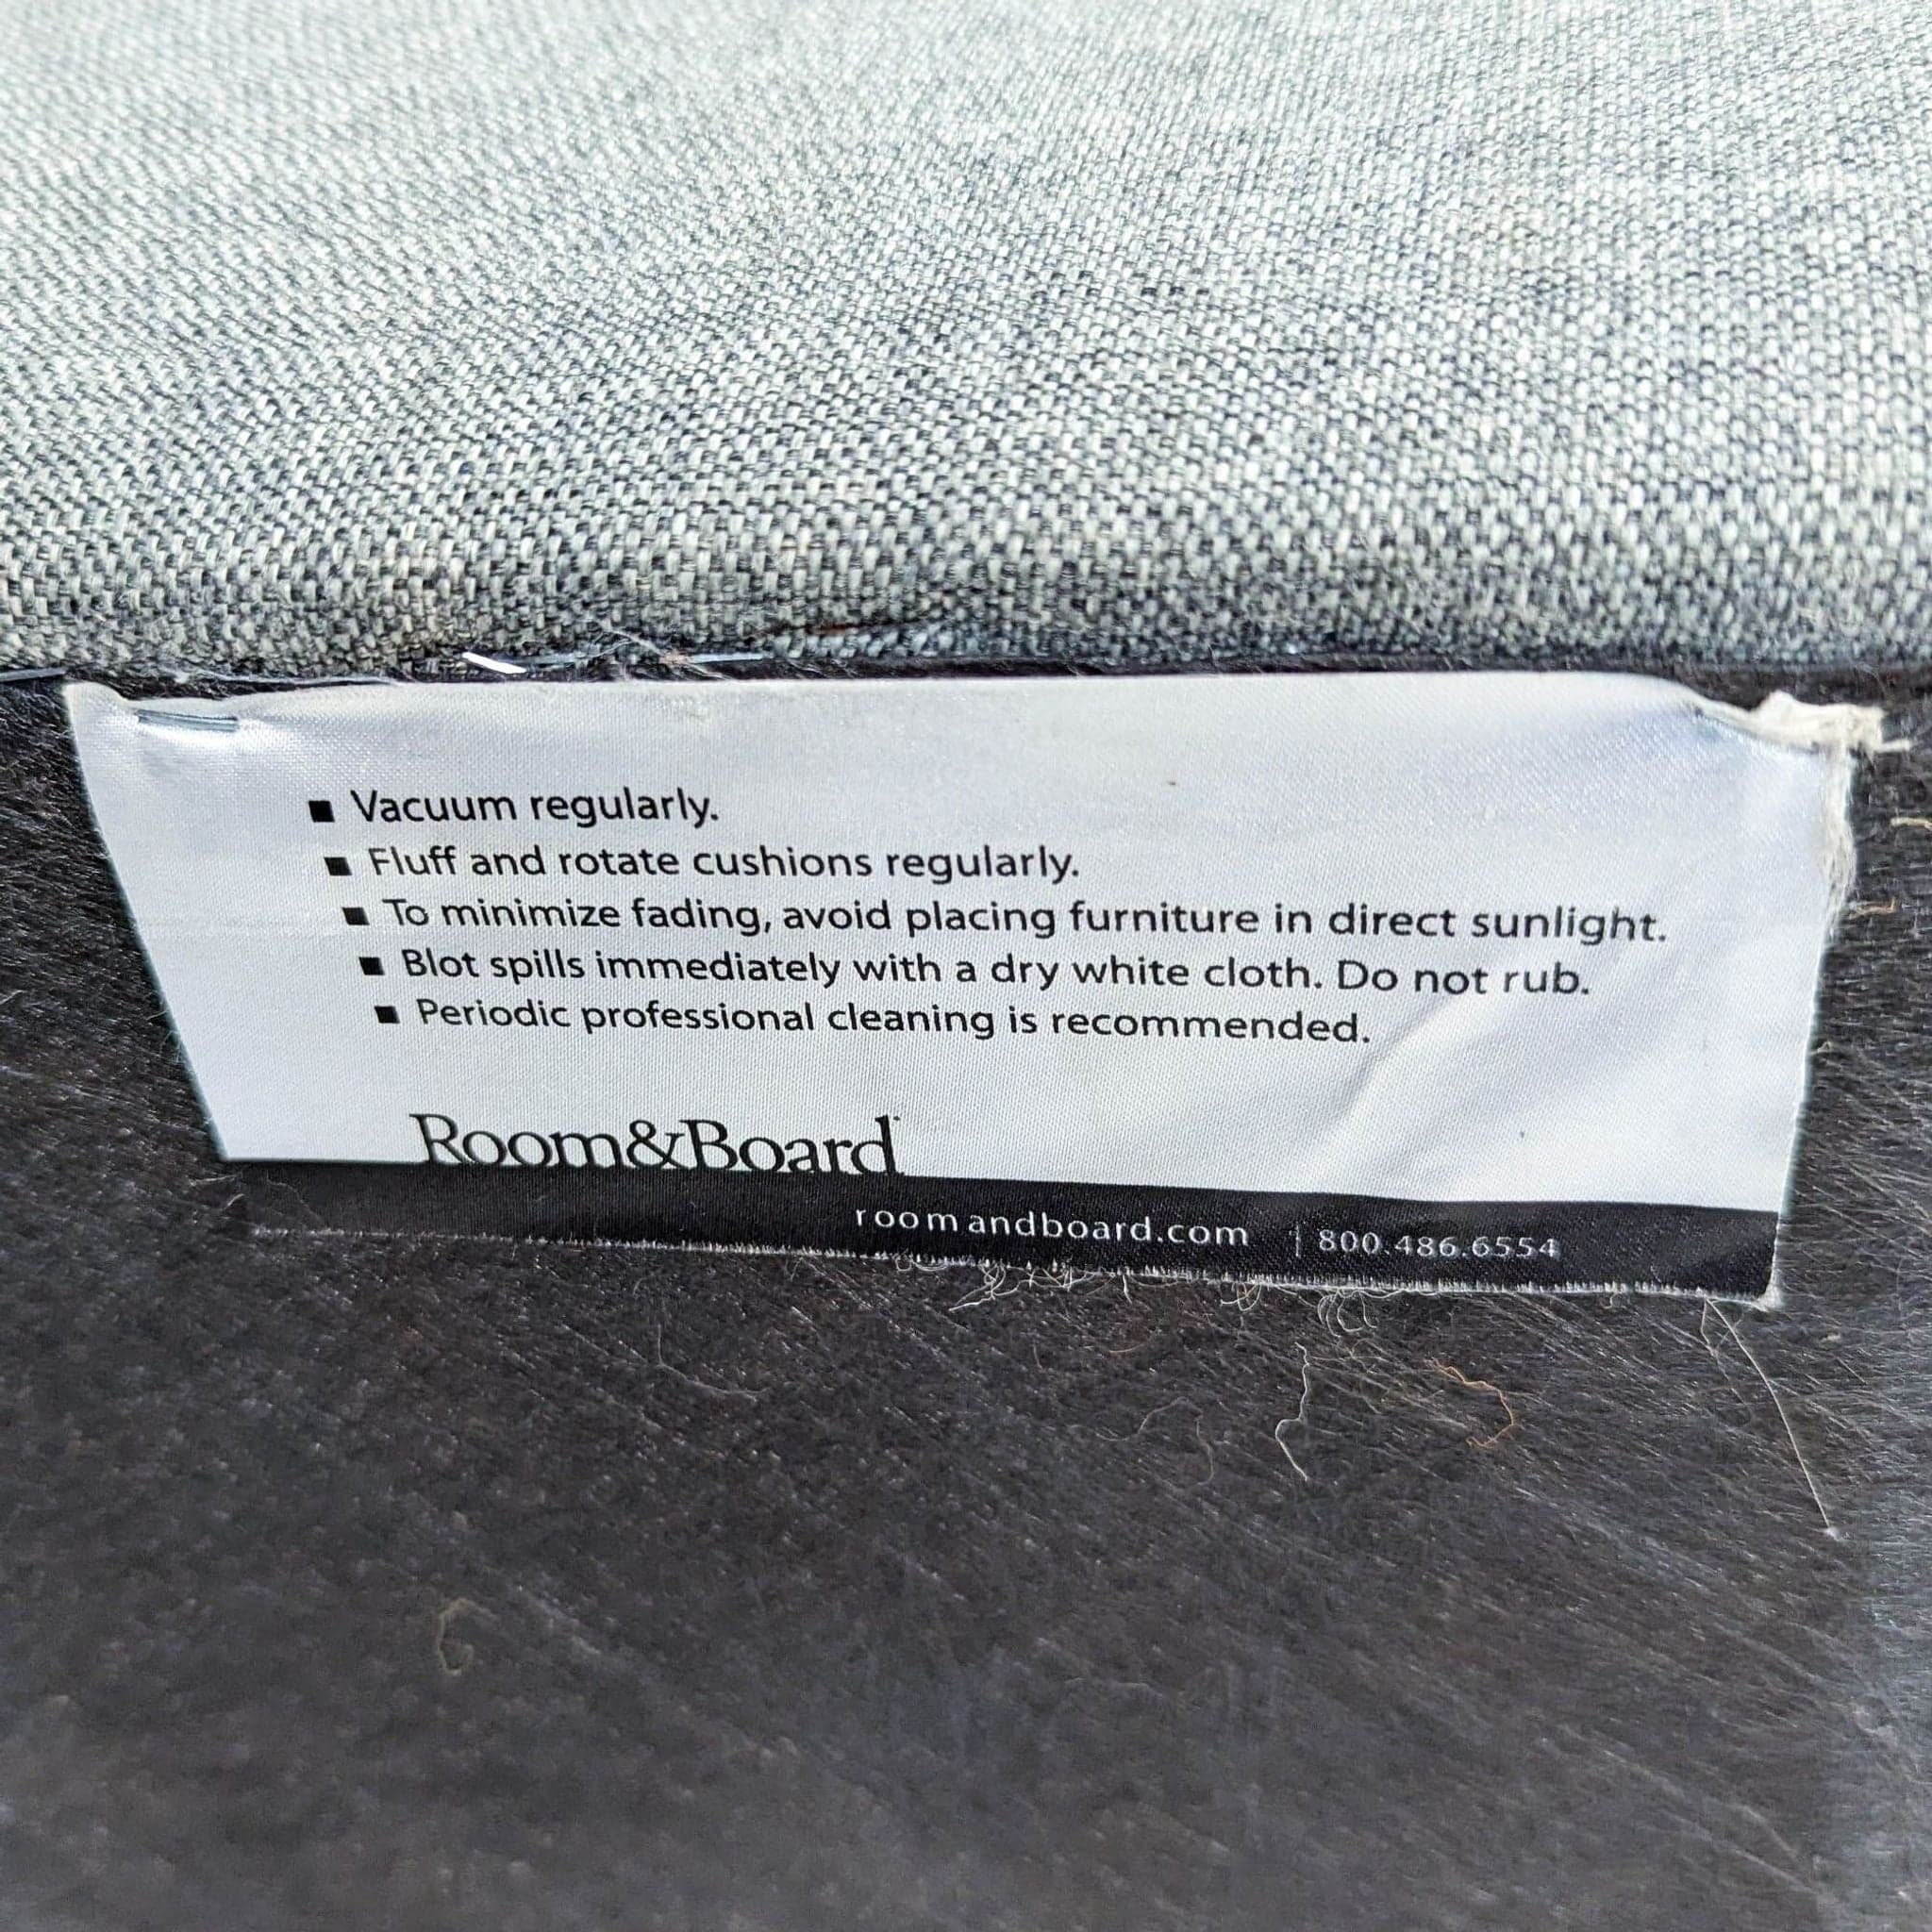 ▪ Vacuum regularly.
▪ Fluff and rotate cushions regularly.
▪ To minimize fading, avoid placing furniture in direct sunlight.
▪ Blot spills immediately with a dry white cloth. Do not rub.
▪ Periodic professional cleaning is recommended.
Room&Board
roomandboard.com | 800.486.6554